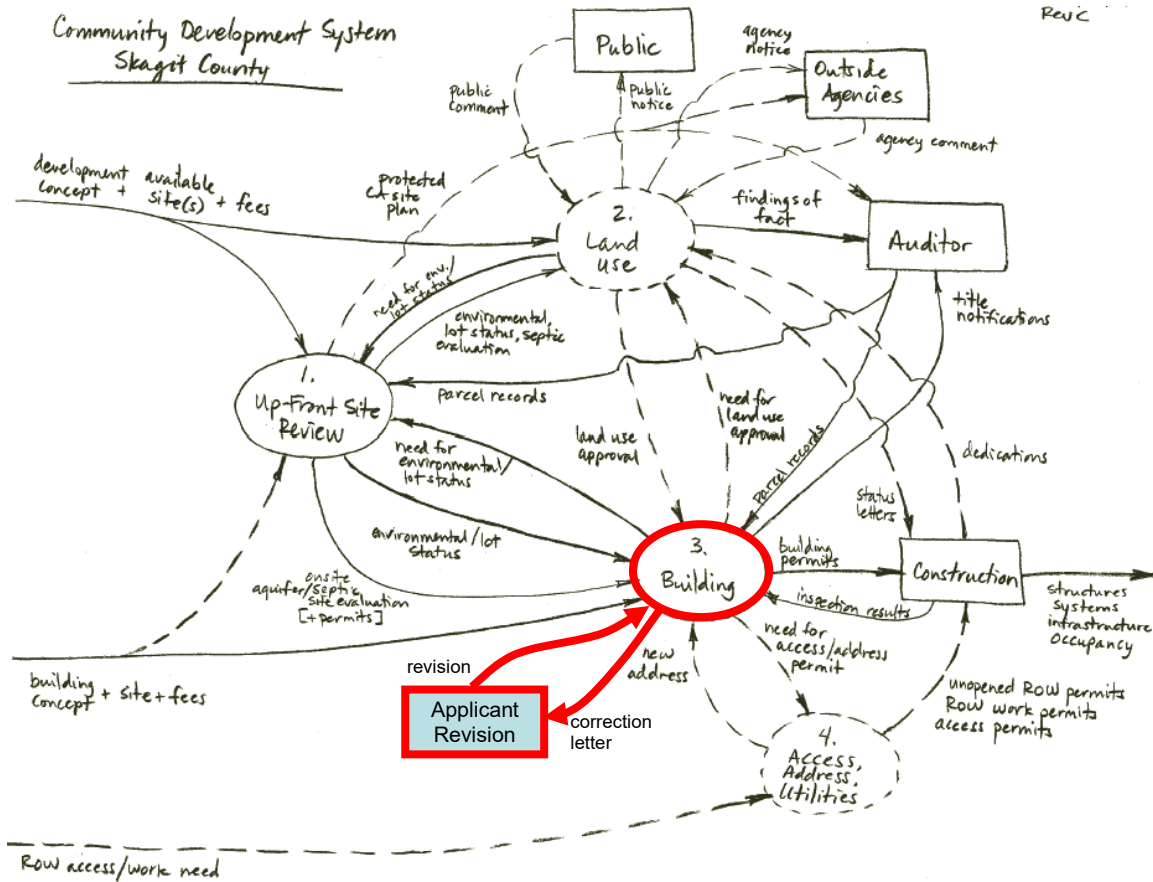 Community Development System
Skagit County
Rev C
Public
agency
notice
Outside
Agencies
public
comment
public
notice
agency comment
development
concept + available
site(s) + fees
protected
CA site
plan
2.
Land
use
findings of
fact
Auditor
need for env./
lot status
environmental,
lot status, septic
evaluation
title
notifications
1.
Up-Front Site
Review
parcel records
need for
land use
approval
land use
approval
parcel records
dedications
need for
environmental/
lot status
status
letters
environmental/lot
status
3.
Building
building
permits
Construction
structures
systems
infrastructure
occupancy
onsite
aquifer/septic,
site evaluation
[+permits]
inspection results
need for
access/address
permit
new
address
building
concept + site + fees
revision
Applicant
Revision
correction
letter
unopened ROW permits
ROW work permits
access permits
4.
Access,
Address,
Utilities
ROW access/work need